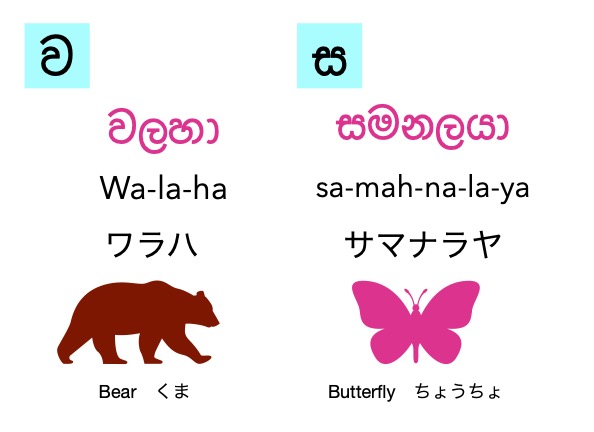 ව
වලහා
Wa-la-ha
ワラハ
Bear くま
ස
සමනලයා
sa-mah-na-la-ya
サマナラヤ
Butterfly ちょうちょ